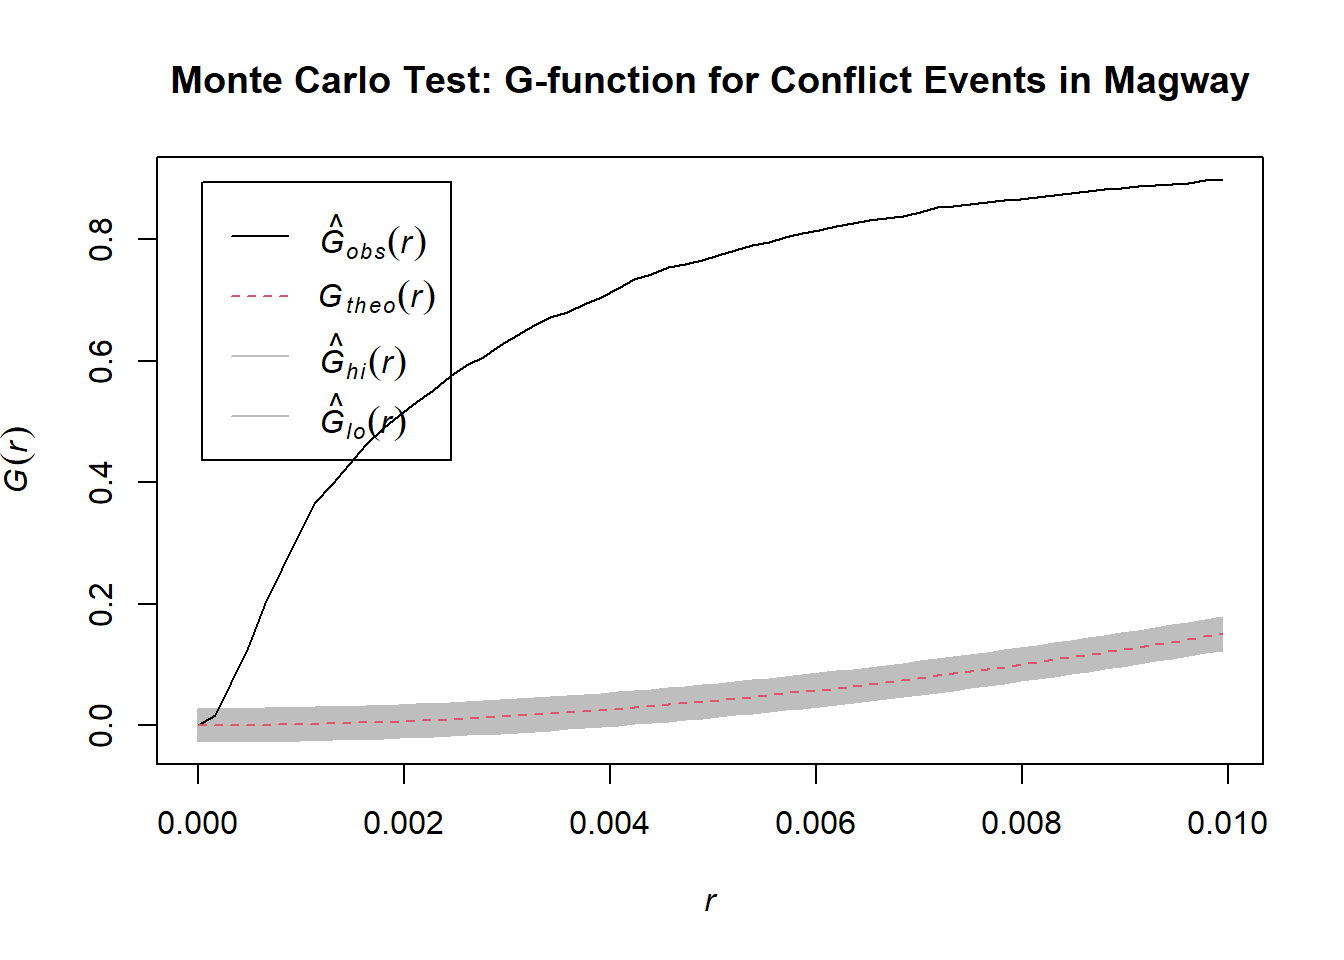 Monte Carlo Test: G-function for Conflict Events in Magway
Ĝobs(r)
Gtheo(r)
Ĝhi(r)
Ĝlo(r)
G(r)
0.8
0.6
0.4
0.2
0.0
0.000 0.002 0.004 0.006 0.008 0.010
r